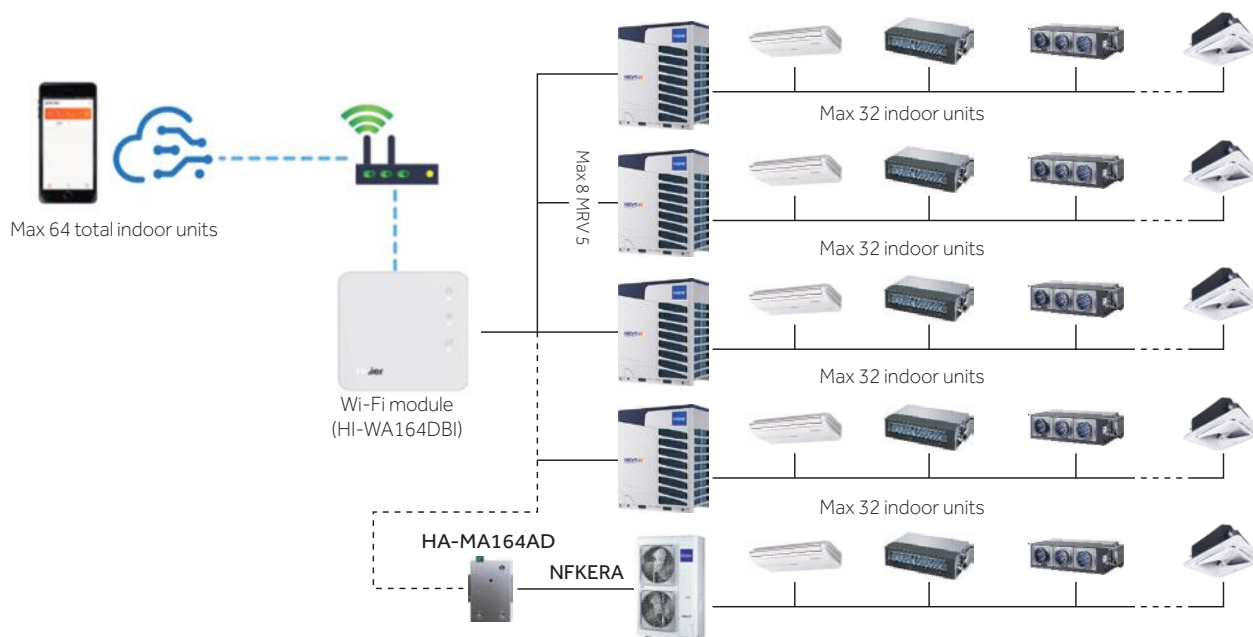 Max 32 indoor units
Max 8 MRV 5
Max 64 total indoor units
Max 32 indoor units
Wi-Fi module
(HI-WA164DBI)
Max 32 indoor units
Max 32 indoor units
HA-MA164AD
NFKERA